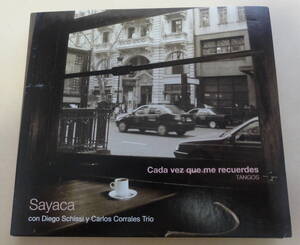 Cada vez que me recuerdes
TANGOS
Sayaca
con Diego Schissi y Carlos Corrales Trío